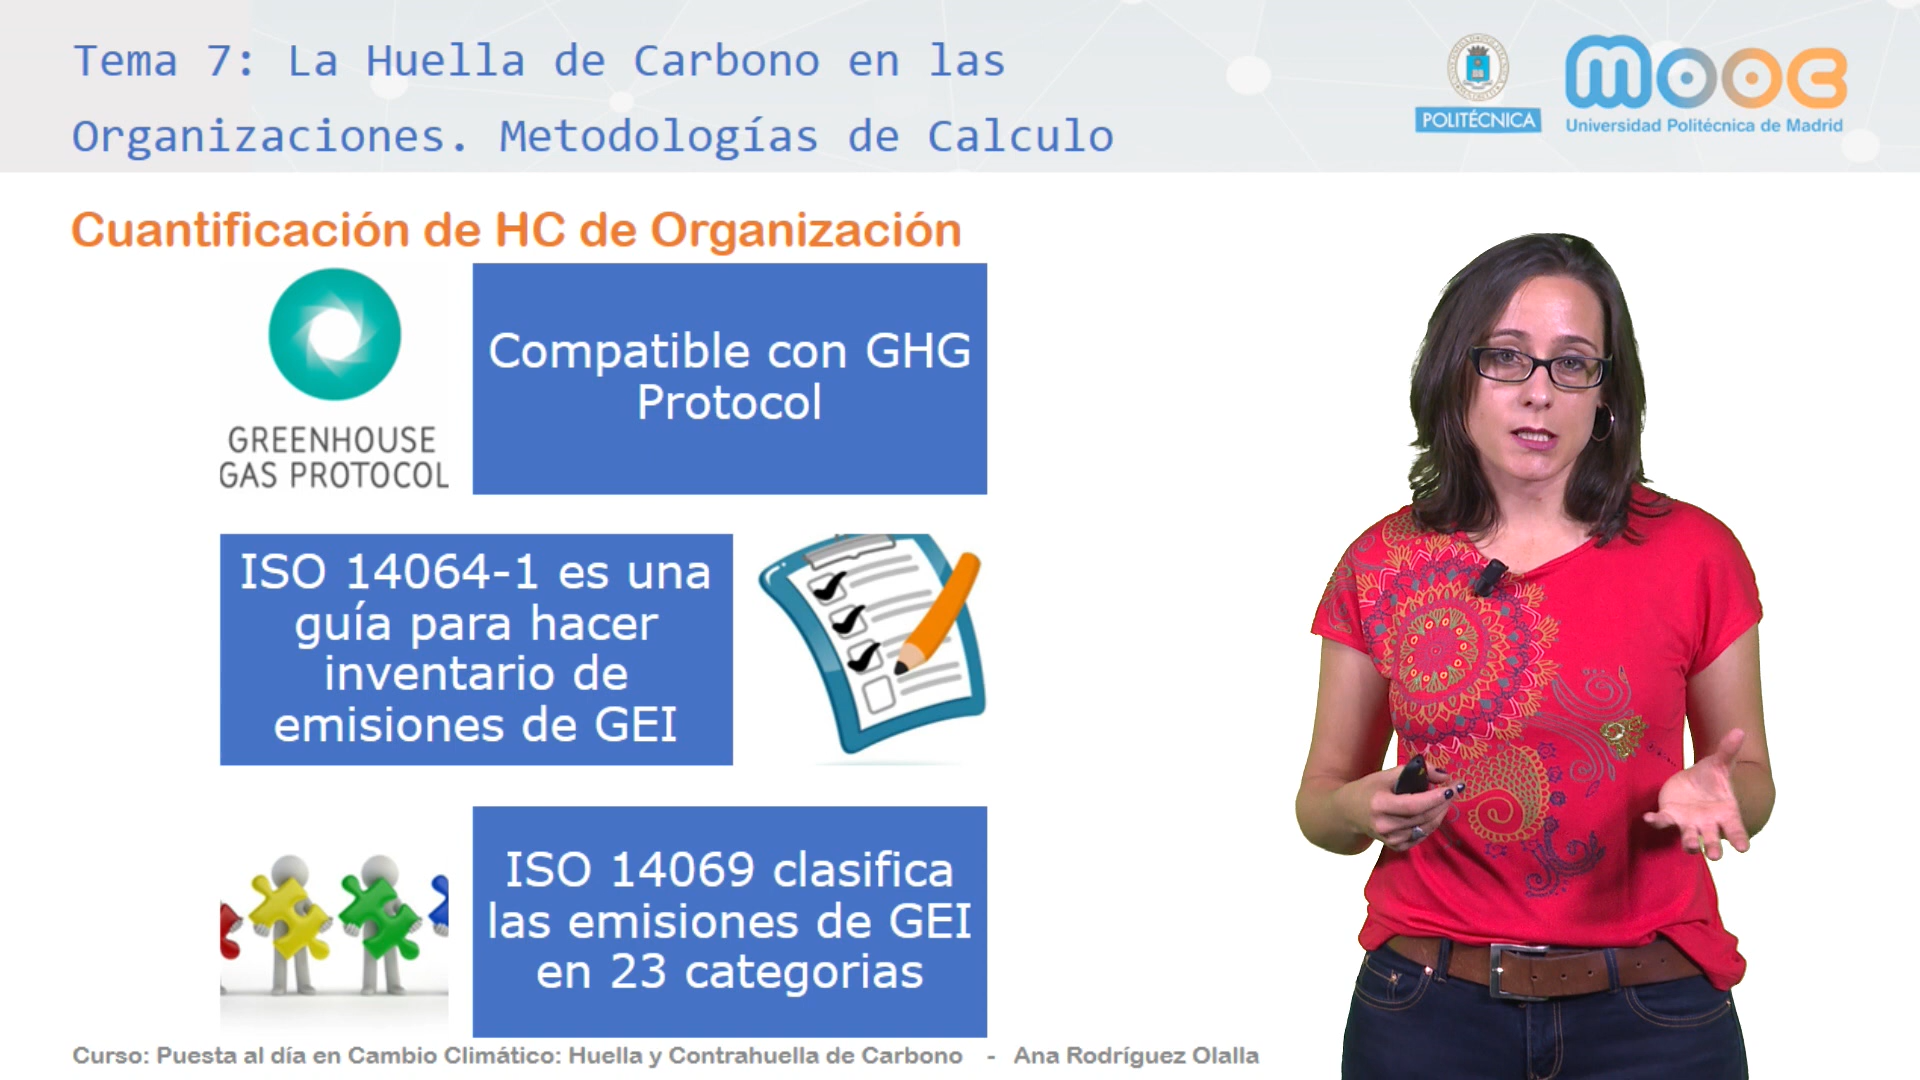 Tema 7: La Huella de Carbono en las
Organizaciones. Metodologías de Calculo
POLITÉCNICA
mooc
Universidad Politécnica de Madrid
Cuantificación de HC de Organización
GREENHOUSE
GAS PROTOCOL
Compatible con GHG
Protocol
ISO 14064-1 es una
guía para hacer
inventario de
emisiones de GEI
ISO 14069 clasifica
las emisiones de GEI
en 23 categorias
Curso: Puesta al día en Cambio Climático: Huella y Contrahuella de Carbono - Ana Rodríguez Olalla